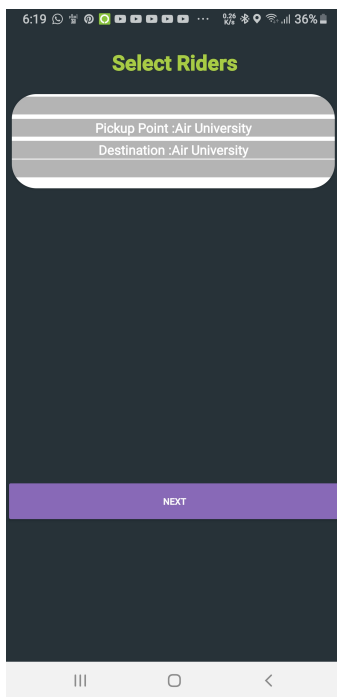 6:19 ... 0.26 K/s 36%
Select Riders
Pickup Point :Air University
Destination :Air University
NEXT